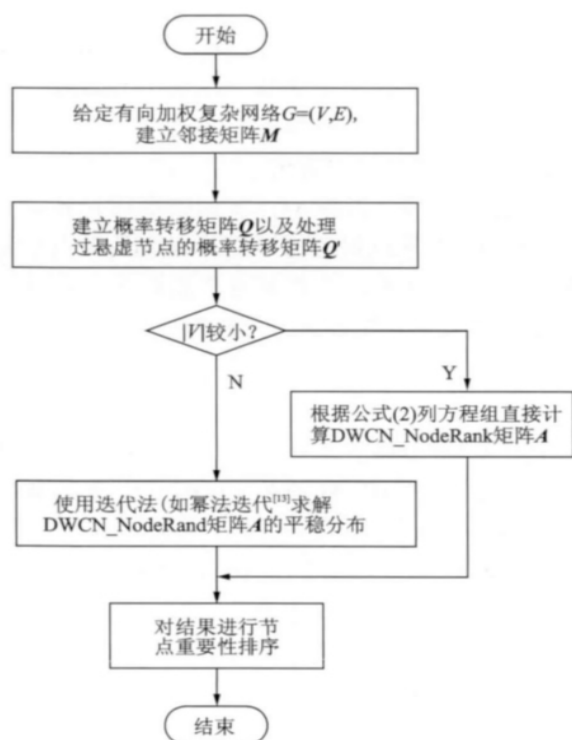 开始
给定有向加权复杂网络G=(V,E),
建立邻接矩阵M
建立概率转移矩阵Q以及处理
过悬虚节点的概率转移矩阵Q'
|V|较小?
N
Y
根据公式(2)列方程组直接计
算DWCN_NodeRank矩阵A
使用迭代法(如幂法迭代[13]求解
DWCN_NodeRand矩阵A的平稳分布
对结果进行节
点重要性排序
结束